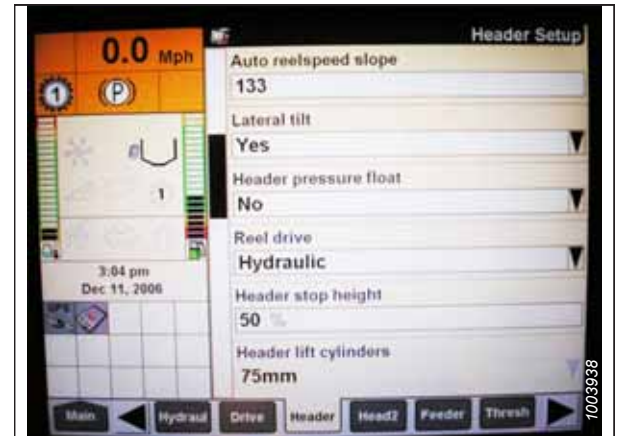 0.0 Mph
Header Setup
Auto reelspeed slope
133
Lateral tilt
Yes
Header pressure float
No
Reel drive
Hydraulic
Header stop height
50 %
Header lift cylinders
75mm
1
(P)
1
3:04 pm
Dec 11, 2006
Main
Hydraul
Drive
Header
Head2
Feeder
Thresh
1003938